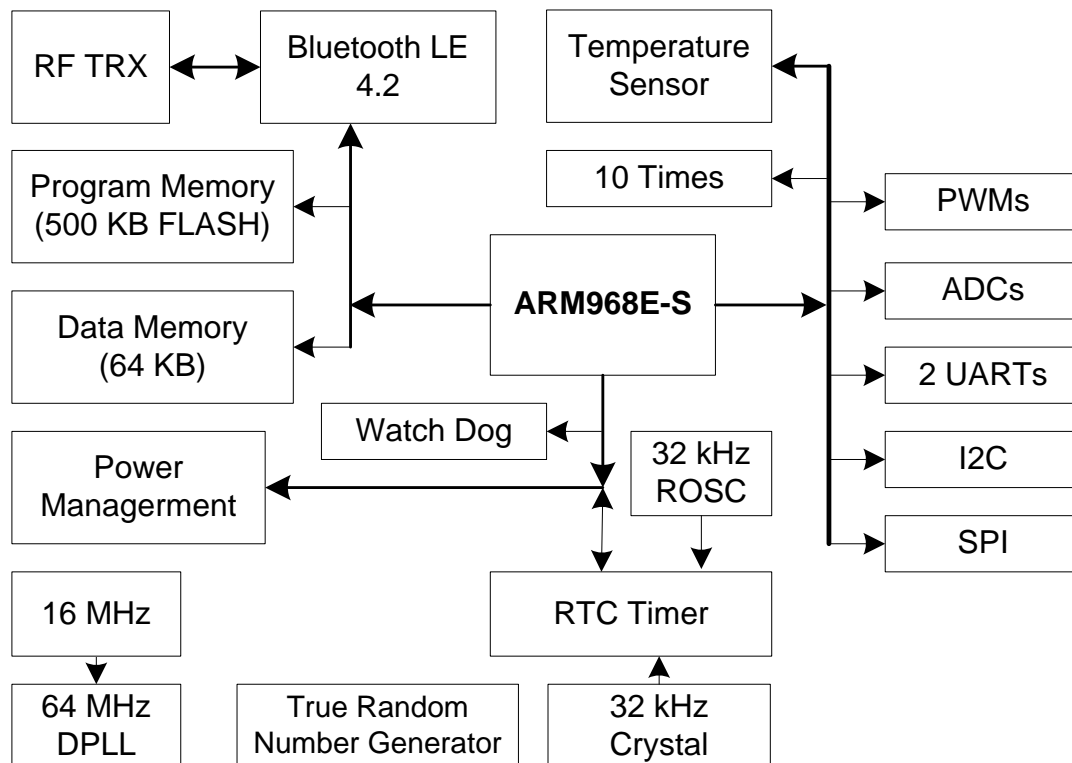 RF TRX
Bluetooth LE
4.2
Temperature
Sensor
Program Memory
(500 KB FLASH)
10 Times
PWMs
ARM968E-S
ADCs
Data Memory
(64 KB)
2 UARTs
Watch Dog
Power
Managerment
32 kHz
ROSC
I2C
SPI
16 MHz
RTC Timer
64 MHz
DPLL
True Random
Number Generator
32 kHz
Crystal